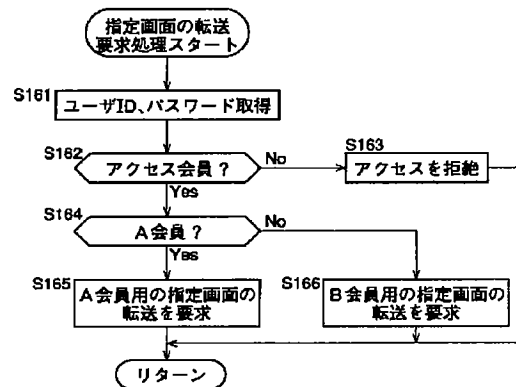 指定画面の転送
要求処理スタート
S161
ユーザID、パスワード取得
S162
アクセス会員？
No
S163
アクセスを拒絶
Yes
S164
A会員？
No
Yes
S165
A会員用の指定画面の
転送を要求
S166
B会員用の指定画面の
転送を要求
リターン